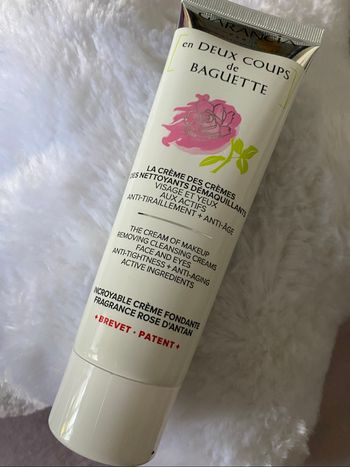 GARANCIA
en DEUX COUPS
de
BAGUETTE
LA CRÈME DES CRÈMES
DES NETTOYANTS DÉMAQUILLANTS
VISAGE ET YEUX
AUX ACTIFS
ANTI-TIRAILLEMENT + ANTI-ÂGE
THE CREAM OF MAKEUP
REMOVING CLEANSING CREAMS
FACE AND EYES
ANTI-TIGHTNESS + ANTI-AGING
ACTIVE INGREDIENTS
INCROYABLE CRÈME FONDANTE
FRAGRANCE ROSE D'ANTAN
+ BREVET - PATENT +